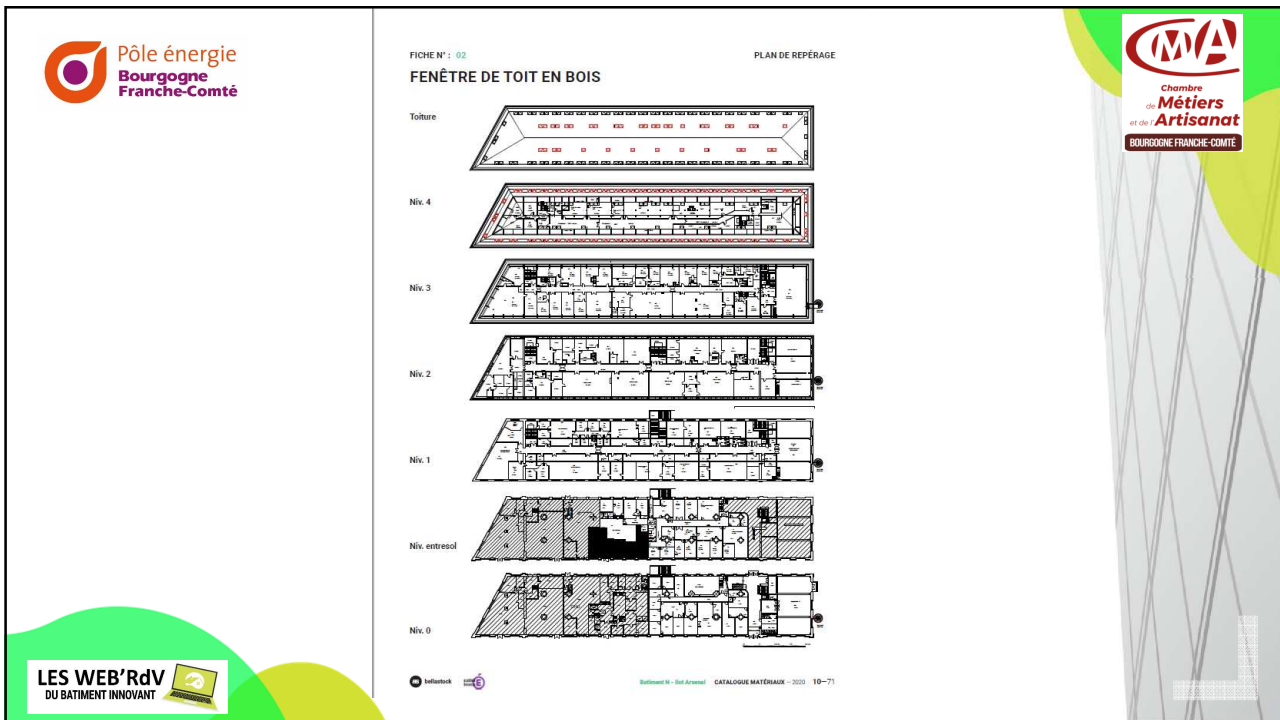 Pôle énergie
Bourgogne
Franche-Comté
FICHE N° : 02
PLAN DE REPÉRAGE
FENÊTRE DE TOIT EN BOIS
Toiture
Niv. 4
Niv. 3
Niv. 2
Niv. 1
Niv. entresol
Niv. 0
bellastock
Batiment N – Ilot Arsenal CATALOGUE MATÉRIAUX – 2020 10–71
CMA
Chambre
de Métiers
et de l'Artisanat
BOURGOGNE FRANCHE-COMTÉ
LES WEB'RdV
DU BATIMENT INNOVANT